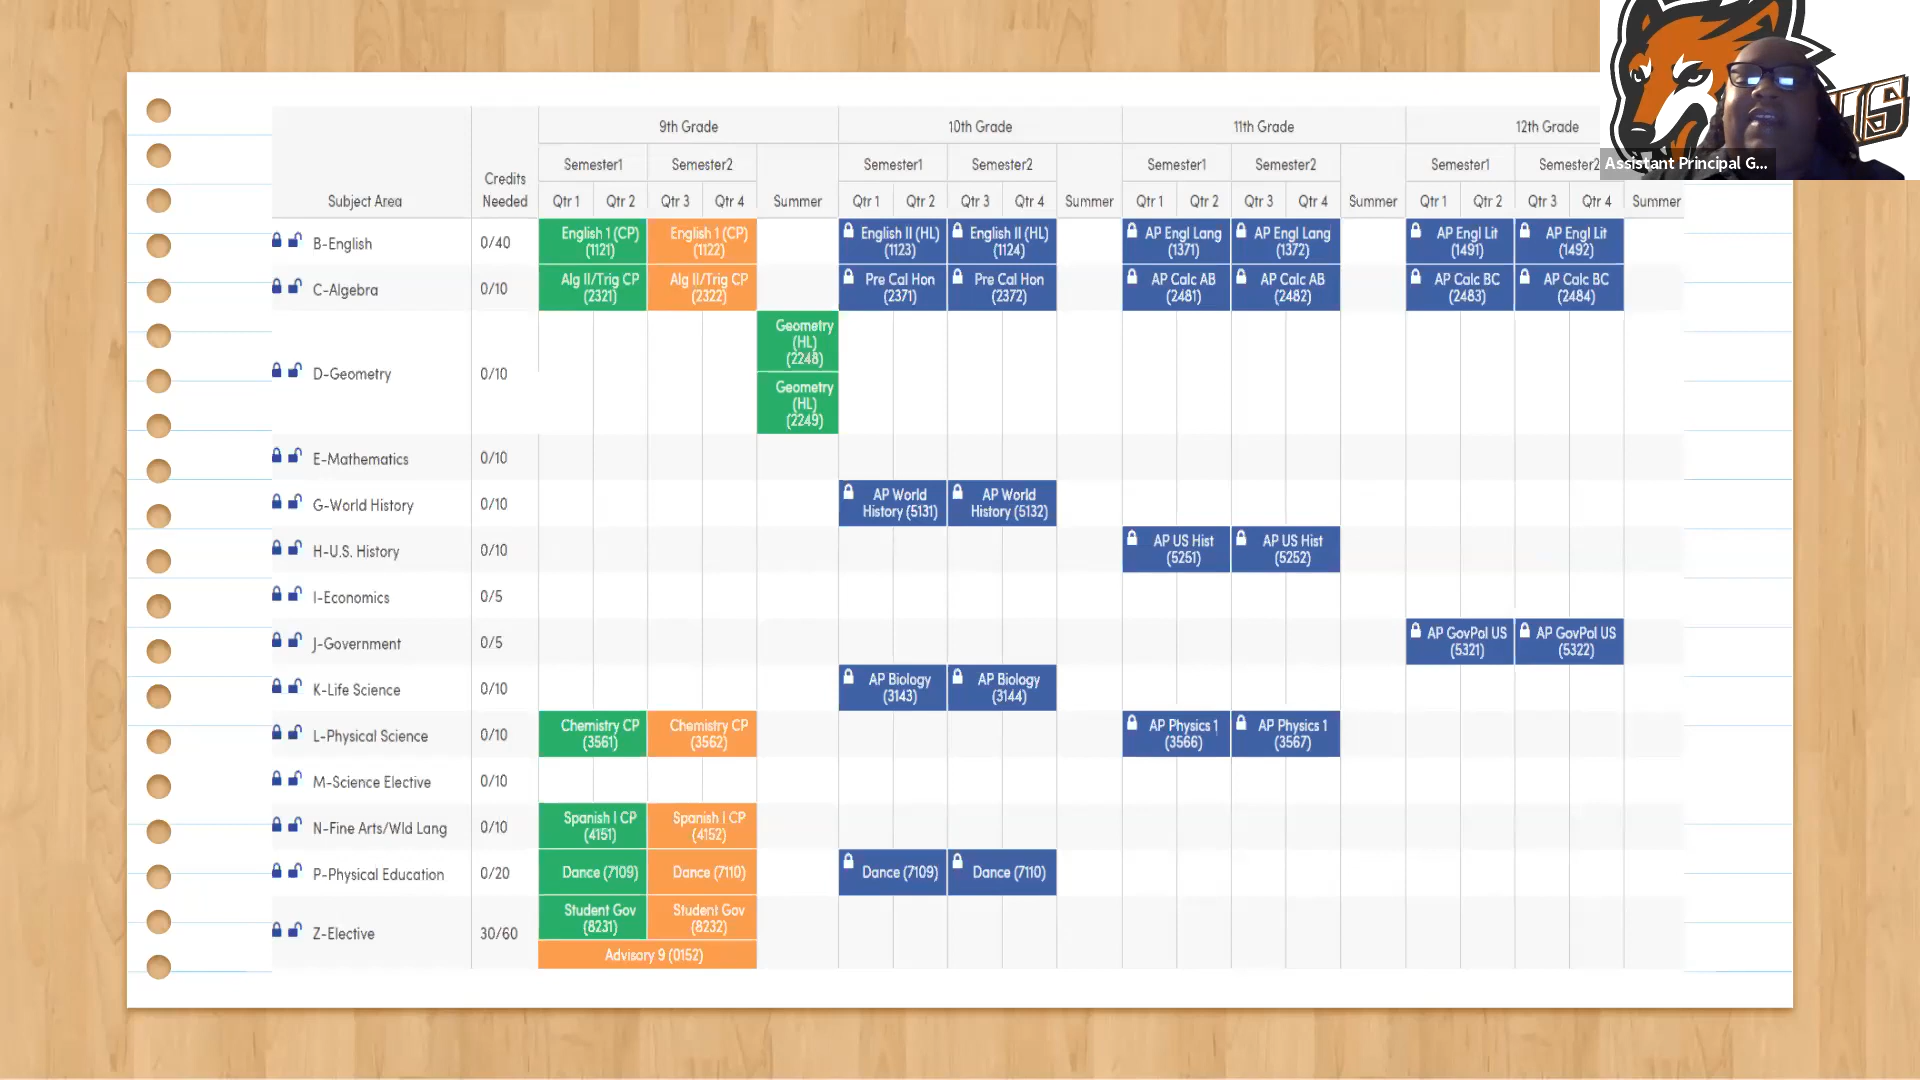 9th Grade 10th Grade 11th Grade 12th Grade
Semester1 Semester2 Semester1 Semester2 Semester1 Semester2 Semester1 Semester2
Subject Area Credits Needed Qtr 1 Qtr 2 Qtr 3 Qtr 4 Summer Qtr 1 Qtr 2 Qtr 3 Qtr 4 Summer Qtr 1 Qtr 2 Qtr 3 Qtr 4 Summer Qtr 1 Qtr 2 Qtr 3 Qtr 4 Summer
B-English 0/40 English 1 (CP) (1121) English 1 (CP) (1122) English II (HL) (1123) English II (HL) (1124) AP Engl Lang (1371) AP Engl Lang (1372) AP Engl Lit (1491) AP Engl Lit (1492)
C-Algebra 0/10 Alg II/Trig CP (2321) Alg II/Trig CP (2322) Pre Cal Hon (2371) Pre Cal Hon (2372) AP Calc AB (2481) AP Calc AB (2482) AP Calc BC (2483) AP Calc BC (2484)
D-Geometry 0/10 Geometry (HL) (2248) Geometry (HL) (2249)
E-Mathematics 0/10
G-World History 0/10 AP World History (5131) AP World History (5132)
H-U.S. History 0/10 AP US Hist (5251) AP US Hist (5252)
I-Economics 0/5
J-Government 0/5 AP GovPol US (5321) AP GovPol US (5322)
K-Life Science 0/10 AP Biology (3143) AP Biology (3144)
L-Physical Science 0/10 Chemistry CP (3561) Chemistry CP (3562) AP Physics 1 (3566) AP Physics 1 (3567)
M-Science Elective 0/10
N-Fine Arts/Wld Lang 0/10 Spanish I CP (4151) Spanish I CP (4152)
P-Physical Education 0/20 Dance (7109) Dance (7110) Dance (7109) Dance (7110)
Z-Elective 30/60 Student Gov (8231) Student Gov (8232)
Advisory 9 (0152)
Assistant Principal G...